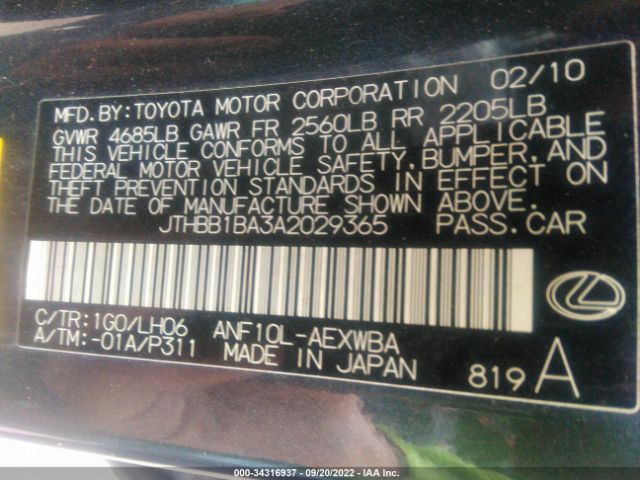 MFD.BY:TOYOTA MOTOR CORPORATION 02/10
GVWR 4685LB GAWR FR 2560LB RR 2205LB
THIS VEHICLE CONFORMS TO ALL APPLICABLE
FEDERAL MOTOR VEHICLE SAFETY,BUMPER,AND
THEFT PREVENTION STANDARDS IN EFFECT ON
THE DATE OF MANUFACTURE SHOWN ABOVE.
JTHBB1BA3A2029365 PASS.CAR
C/TR:1G0/LH06 ANF10L-AEXWBA
A/TM:-01A/P311 MADE IN JAPAN 819A
000-34316937 - 09/20/2022 - IAA Inc.